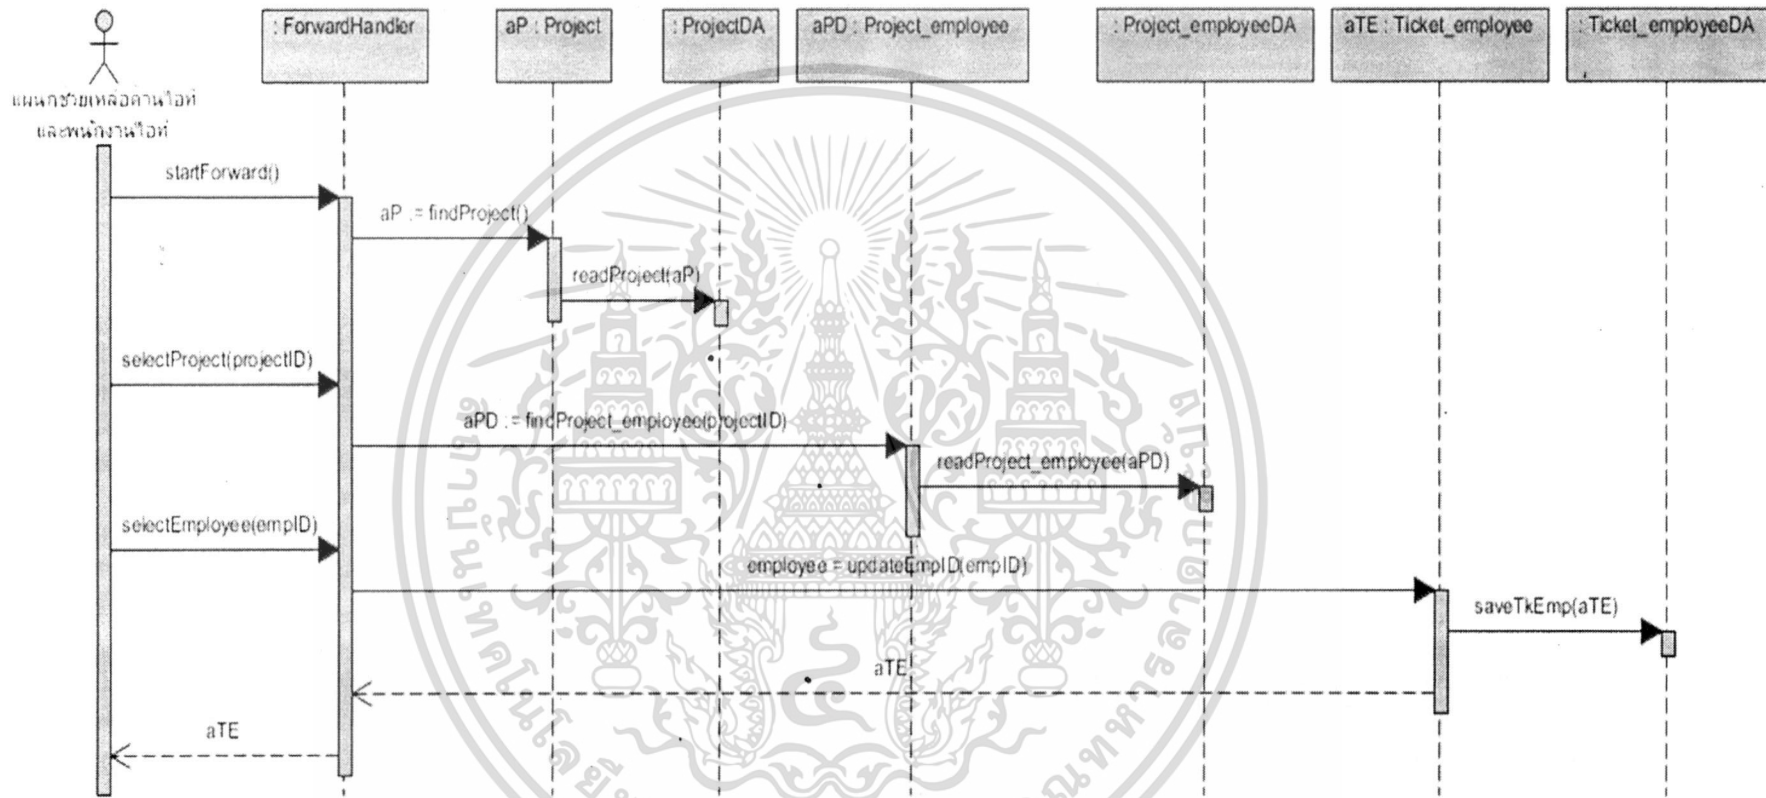 : ForwardHandler
aP : Project
: ProjectDA
aPD : Project_employee
: Project_employeeDA
aTE : Ticket_employee
: Ticket_employeeDA
แผนกช่วยเหลือด้านไอที
และพนักงานไอที
startForward()
aP := findProject()
readProject(aP)
selectProject(projectID)
aPD := findProject_employee(projectID)
readProject_employee(aPD)
selectEmployee(empID)
employee = updateEmpID(empID)
saveTkEmp(aTE)
aTE
aTE